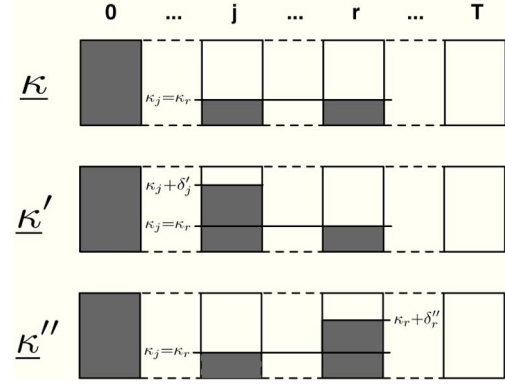 0 ... j ... r ... T
κ κ_j=κ_r
κ_j+δ'_j
κ' κ_j=κ_r
κ_r+δ''_r
κ'' κ_j=κ_r